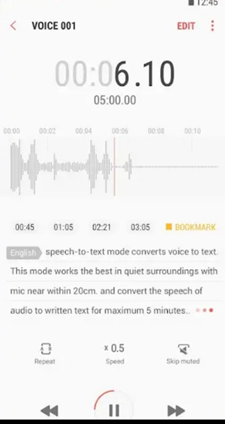 12:45
VOICE 001
EDIT
00:06.10
05:00.00
00:00 00:02 00:04 00:06 00:08 00:10
00:45 01:05 02:21 03:05 BOOKMARK
English speech-to-text mode converts voice to text.
This mode works the best in quiet surroundings with
mic near within 20cm. and convert the speech of
audio to written text for maximum 5 minutes..
Repeat
x 0.5
Speed
Skip muted